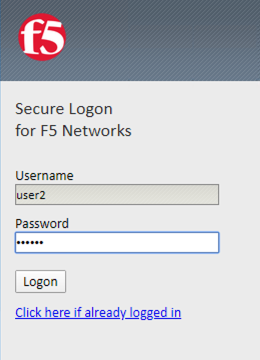 f5
Secure Logon
for F5 Networks
Username
user2
Password
••••••
Logon
Click here if already logged in